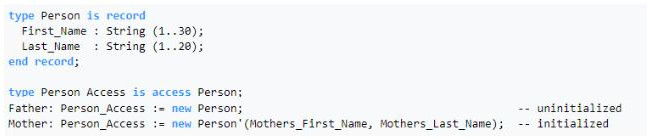 type Person is record
First_Name : String (1..30);
Last_Name : String (1..20);
end record;
type Person Access is access Person;
Father: Person_Access := new Person; -- uninitialized
Mother: Person_Access := new Person'(Mothers_First_Name, Mothers_Last_Name); -- initialized